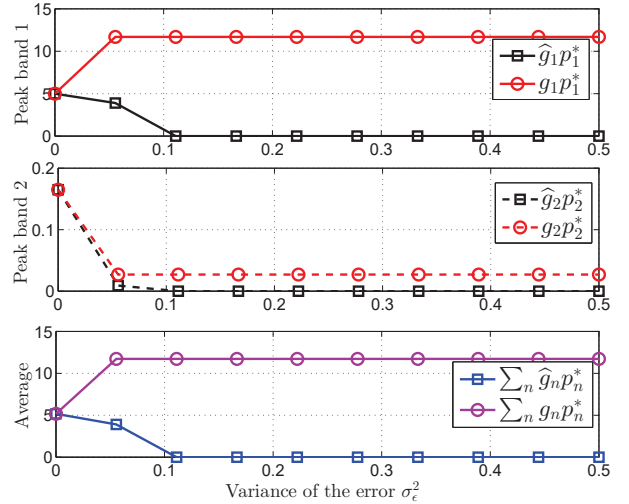 15
10
5
0
Peak band 1
ĝ₁p₁*
g₁p₁*
0 0.1 0.2 0.3 0.4 0.5
0.2
0.1
0
Peak band 2
ĝ₂p₂*
g₂p₂*
0 0.1 0.2 0.3 0.4 0.5
15
10
5
0
Average
∑ₙ ĝₙpₙ*
∑ₙ gₙpₙ*
0 0.1 0.2 0.3 0.4 0.5
Variance of the error σ_ϵ²